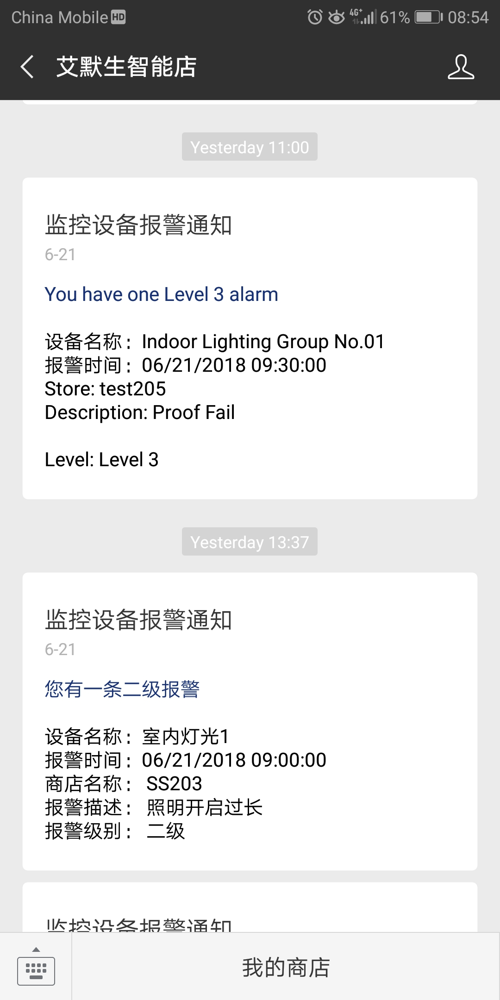 China Mobile HD 4G+ 61% 08:54
艾默生智能店
Yesterday 11:00
监控设备报警通知
6-21
You have one Level 3 alarm
设备名称： Indoor Lighting Group No.01
报警时间： 06/21/2018 09:30:00
Store: test205
Description: Proof Fail
Level: Level 3
Yesterday 13:37
监控设备报警通知
6-21
您有一条二级报警
设备名称： 室内灯光1
报警时间： 06/21/2018 09:00:00
商店名称： SS203
报警描述： 照明开启过长
报警级别： 二级
监控设备报警通知
我的商店